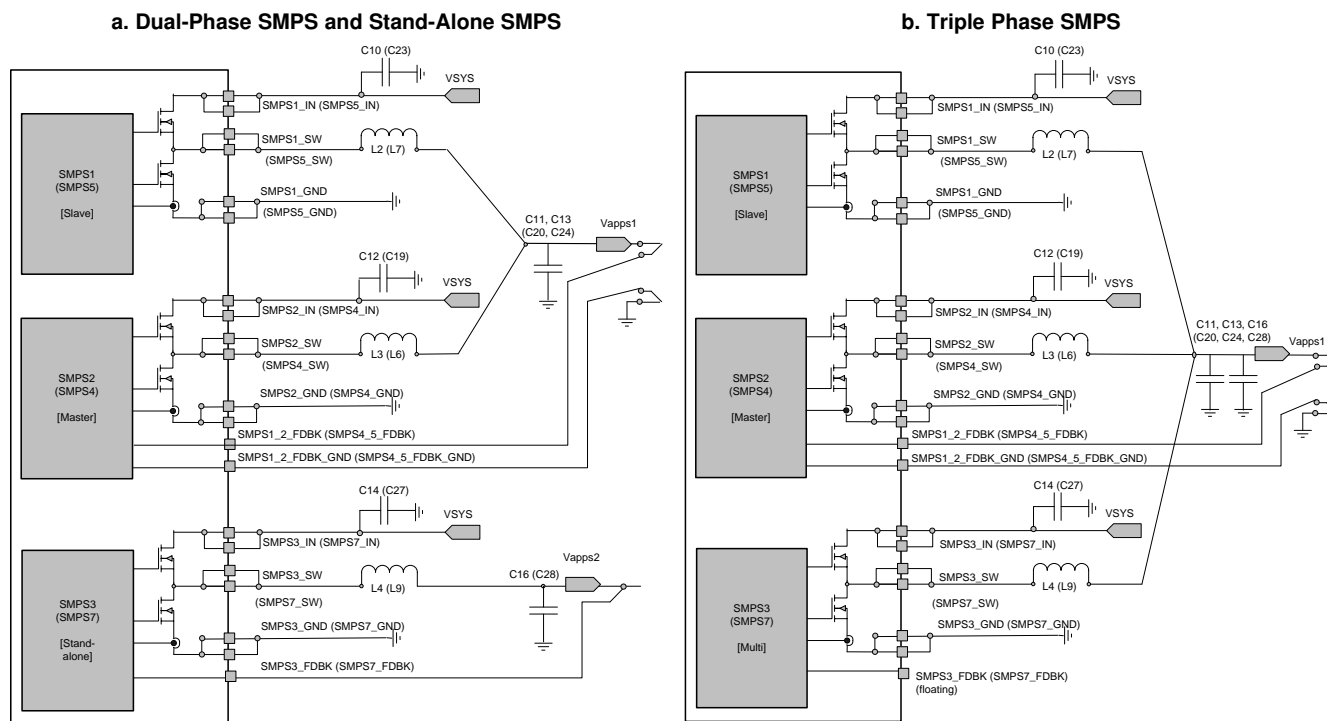 a. Dual-Phase SMPS and Stand-Alone SMPS
C10 (C23)
VSYS
SMPS1_IN (SMPS5_IN)
SMPS1_SW
(SMPS5_SW)
L2 (L7)
SMPS1
(SMPS5)
[Slave]
SMPS1_GND
(SMPS5_GND)
C11, C13
(C20, C24)
Vapps1
C12 (C19)
VSYS
SMPS2_IN (SMPS4_IN)
SMPS2_SW
(SMPS4_SW)
L3 (L6)
SMPS2
(SMPS4)
[Master]
SMPS2_GND (SMPS4_GND)
SMPS1_2_FDBK (SMPS4_5_FDBK)
SMPS1_2_FDBK_GND (SMPS4_5_FDBK_GND)
C14 (C27)
VSYS
SMPS3_IN (SMPS7_IN)
SMPS3_SW
(SMPS7_SW)
L4 (L9)
C16 (C28)
Vapps2
SMPS3
(SMPS7)
[Stand-
alone]
SMPS3_GND (SMPS7_GND)
SMPS3_FDBK (SMPS7_FDBK)
b. Triple Phase SMPS
C10 (C23)
VSYS
SMPS1_IN (SMPS5_IN)
SMPS1_SW
(SMPS5_SW)
L2 (L7)
SMPS1
(SMPS5)
[Slave]
SMPS1_GND
(SMPS5_GND)
C12 (C19)
VSYS
SMPS2_IN (SMPS4_IN)
SMPS2_SW
(SMPS4_SW)
L3 (L6)
C11, C13, C16
(C20, C24, C28)
Vapps1
SMPS2
(SMPS4)
[Master]
SMPS2_GND (SMPS4_GND)
SMPS1_2_FDBK (SMPS4_5_FDBK)
SMPS1_2_FDBK_GND (SMPS4_5_FDBK_GND)
C14 (C27)
VSYS
SMPS3_IN (SMPS7_IN)
SMPS3_SW
(SMPS7_SW)
L4 (L9)
SMPS3
(SMPS7)
[Multi]
SMPS3_GND (SMPS7_GND)
SMPS3_FDBK (SMPS7_FDBK)
(floating)